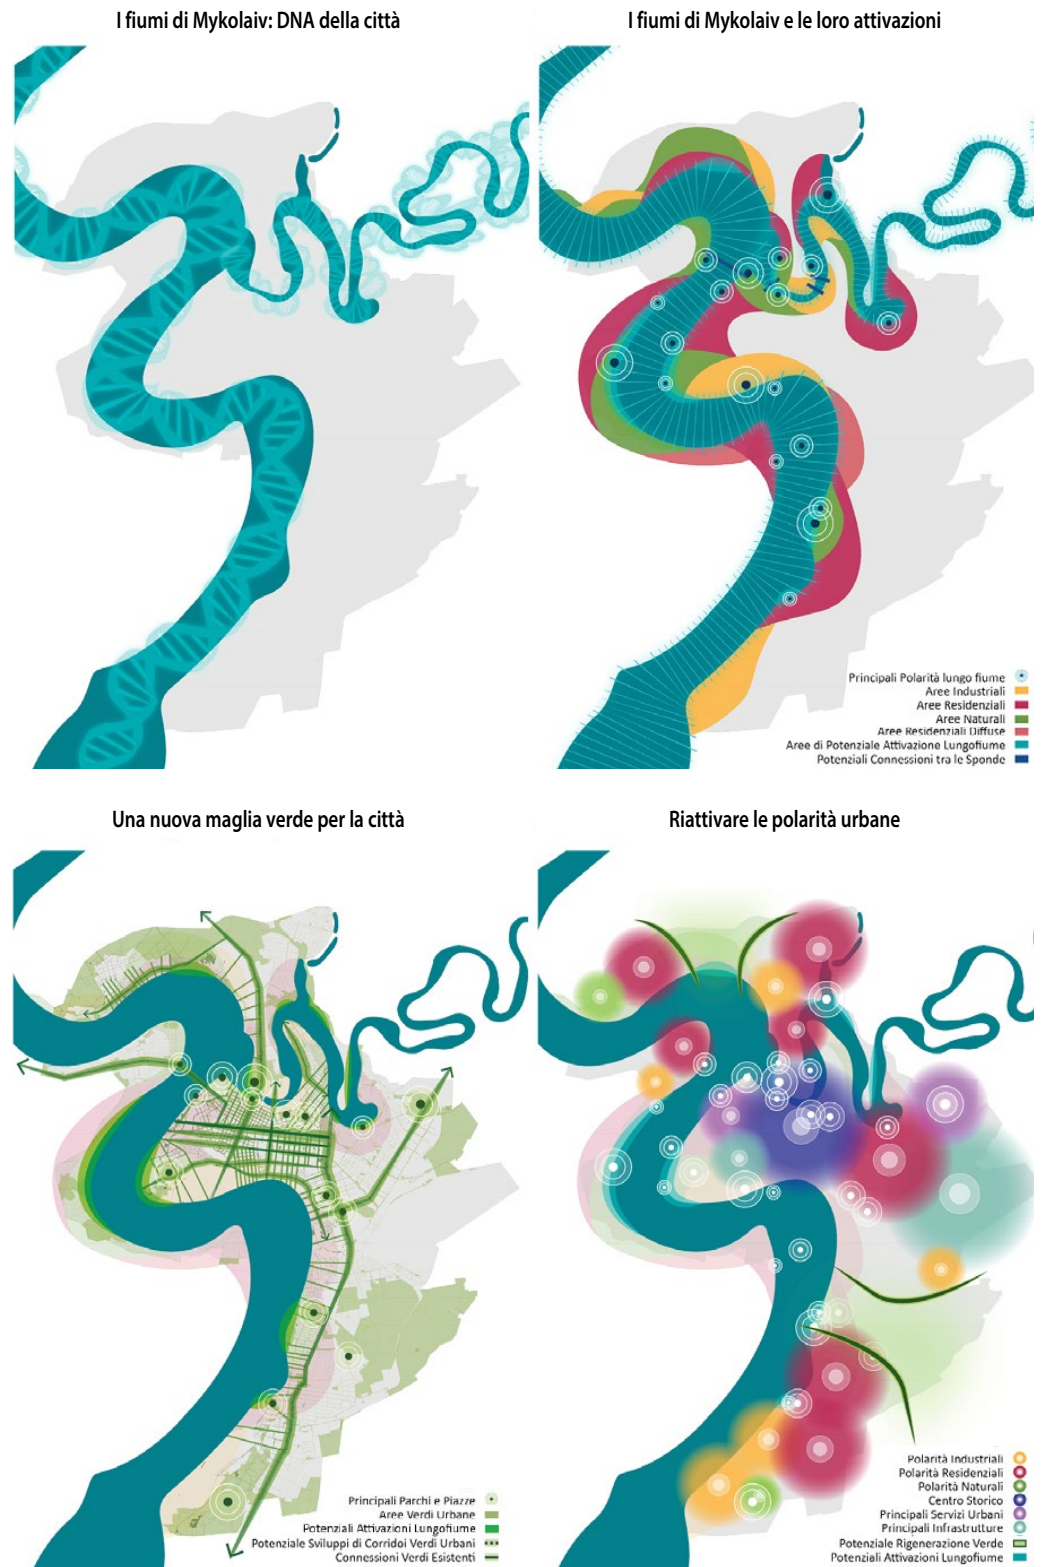 I fiumi di Mykolaiv: DNA della città
I fiumi di Mykolaiv e le loro attivazioni
Principali Polarità lungo fiume
Aree Industriali
Aree Residenziali
Aree Naturali
Aree Residenziali Diffuse
Aree di Potenziale Attivazione Lungofiume
Potenziali Connessioni tra le Sponde
Una nuova maglia verde per la città
Riattivare le polarità urbane
Principali Parchi e Piazze
Aree Verdi Urbane
Potenziali Attivazioni Lungofiume
Potenziale Sviluppi di Corridoi Verdi Urbani
Connessioni Verdi Esistenti
Polarità Industriali
Polarità Residenziali
Polarità Naturali
Centro Storico
Principali Servizi Urbani
Principali Infrastrutture
Potenziale Rigenerazione Verde
Potenziali Attivazioni Lungofiume